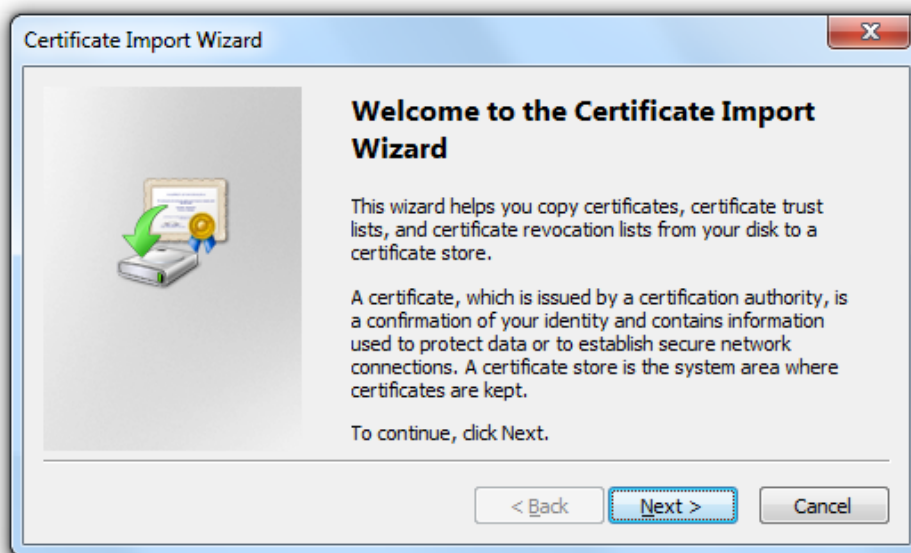 Certificate Import Wizard
Welcome to the Certificate Import
Wizard
This wizard helps you copy certificates, certificate trust
lists, and certificate revocation lists from your disk to a
certificate store.
A certificate, which is issued by a certification authority, is
a confirmation of your identity and contains information
used to protect data or to establish secure network
connections. A certificate store is the system area where
certificates are kept.
To continue, click Next.
< Back
Next >
Cancel